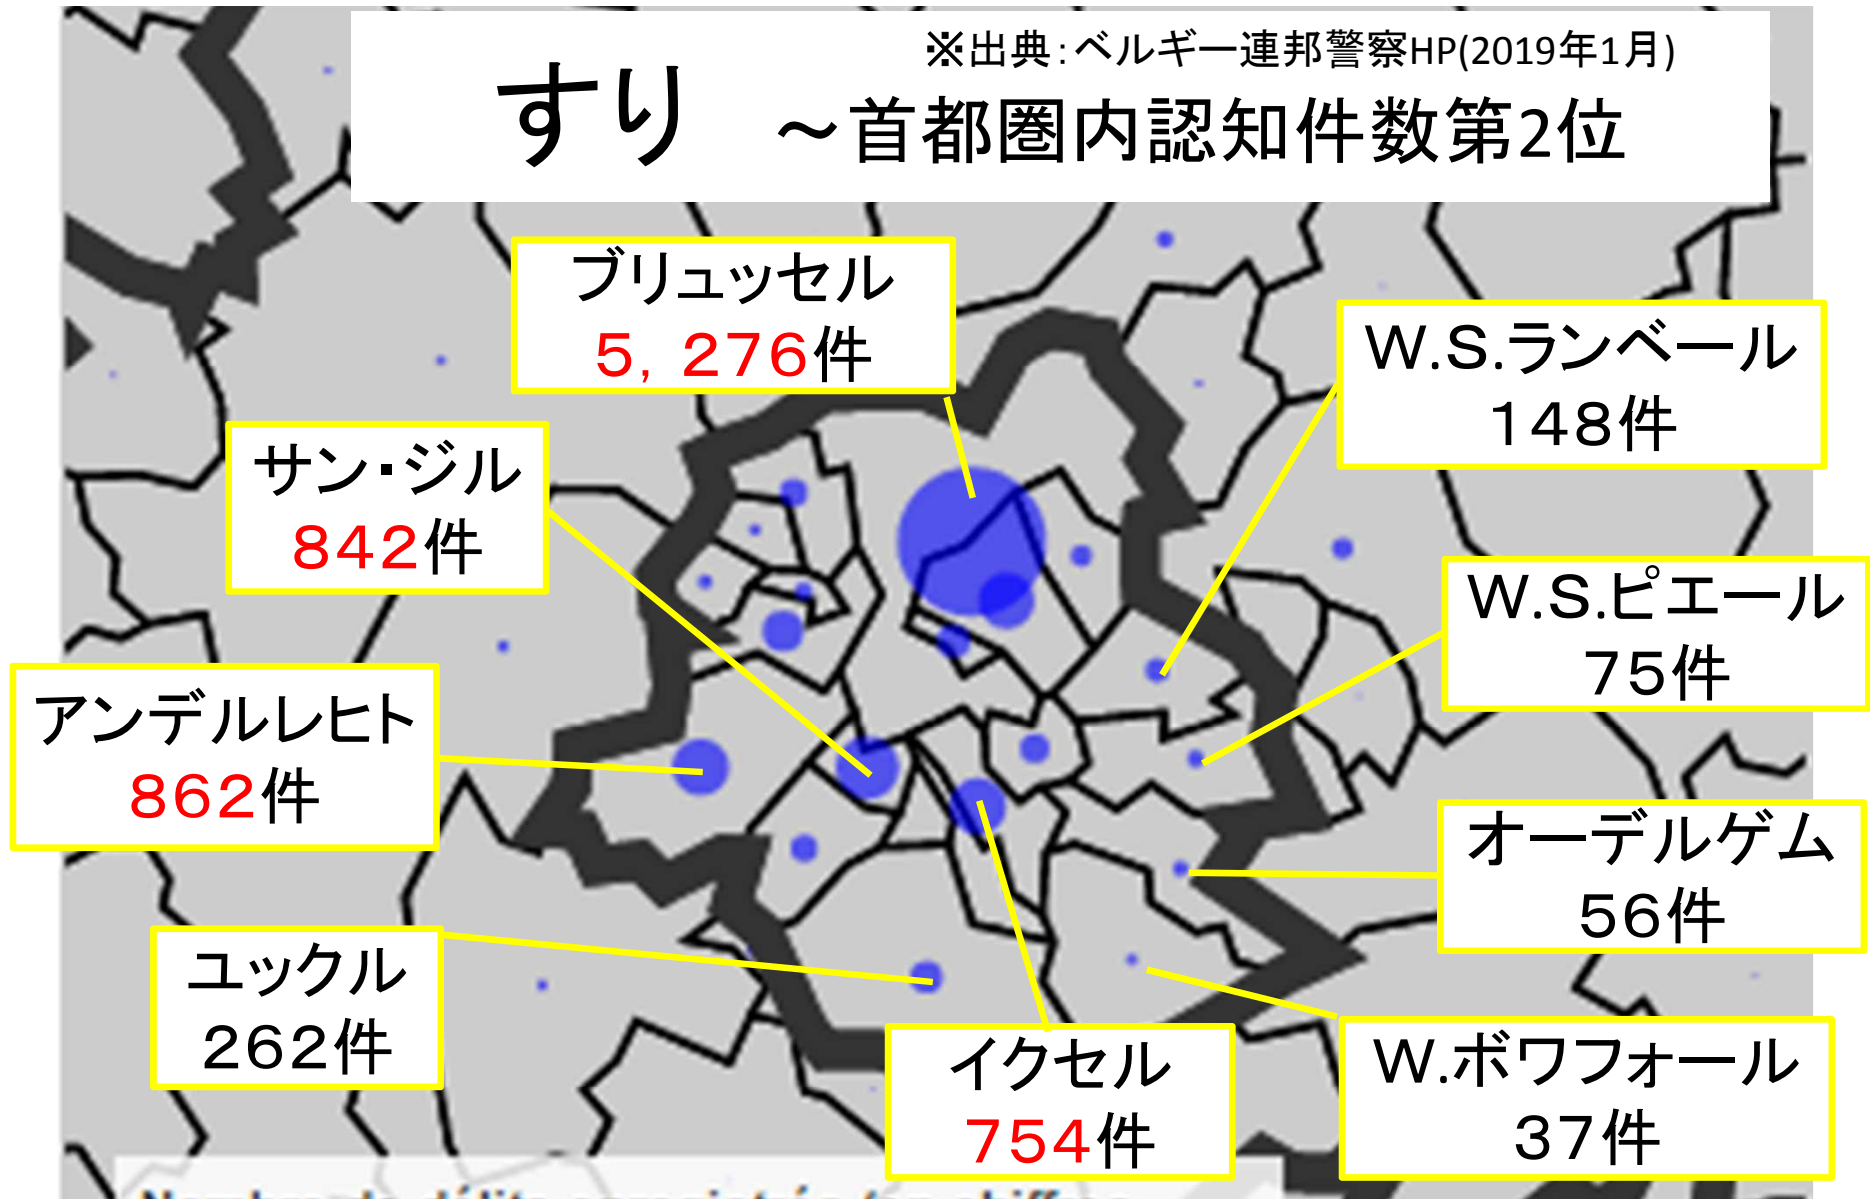 ※出典：ベルギー連邦警察HP(2019年1月)
すり　～首都圏内認知件数第2位
ブリュッセル
5,276件
W.S.ランベール
148件
サン・ジル
842件
W.S.ピエール
75件
アンデルレヒト
862件
オーデルゲム
56件
ユックル
262件
イクセル
754件
W.ボワフォール
37件